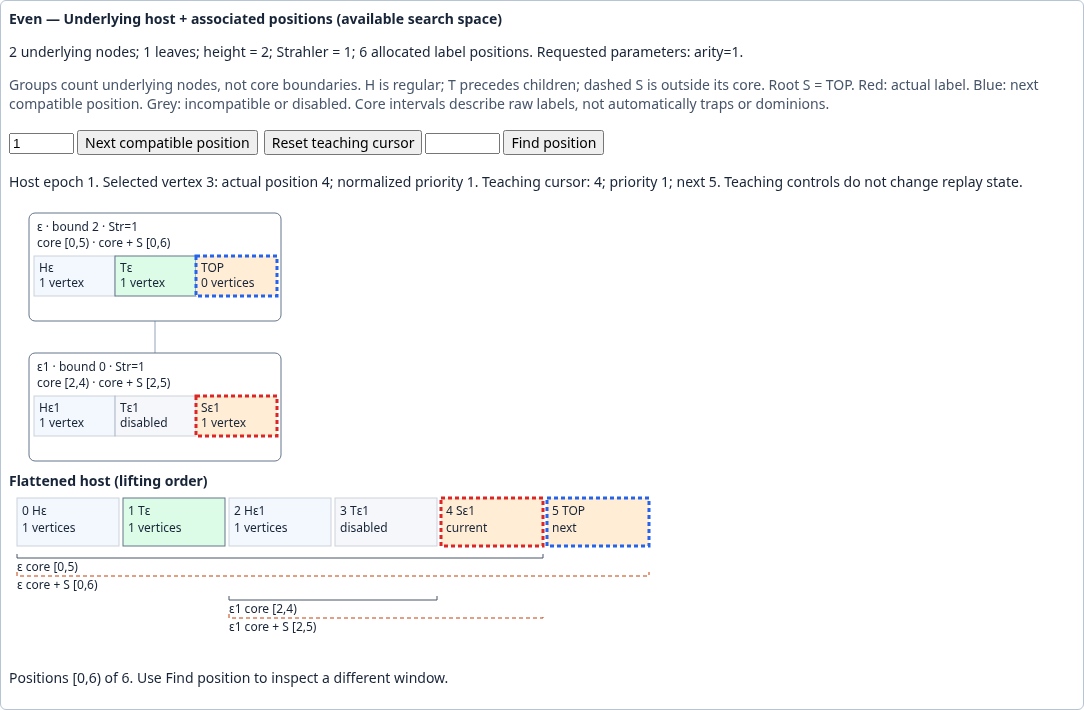 Even — Underlying host + associated positions (available search space)
2 underlying nodes; 1 leaves; height = 2; Strahler = 1; 6 allocated label positions. Requested parameters: arity=1.
Groups count underlying nodes, not core boundaries. H is regular; T precedes children; dashed S is outside its core. Root S = TOP. Red: actual label. Blue: next
compatible position. Grey: incompatible or disabled. Core intervals describe raw labels, not automatically traps or dominions.
1 Next compatible position Reset teaching cursor Find position
Host epoch 1. Selected vertex 3: actual position 4; normalized priority 1. Teaching cursor: 4; priority 1; next 5. Teaching controls do not change replay state.
ε · bound 2 · Str=1
core [0,5) · core + S [0,6)
Hε Tε TOP
1 vertex 1 vertex 0 vertices
ε1 · bound 0 · Str=1
core [2,4) · core + S [2,5)
Hε1 Tε1 Sε1
1 vertex disabled 1 vertex
Flattened host (lifting order)
0 Hε 1 Tε 2 Hε1 3 Tε1 4 Sε1 5 TOP
1 vertices 1 vertices 1 vertices disabled current next
ε core [0,5)
ε core + S [0,6)
ε1 core [2,4)
ε1 core + S [2,5)
Positions [0,6) of 6. Use Find position to inspect a different window.